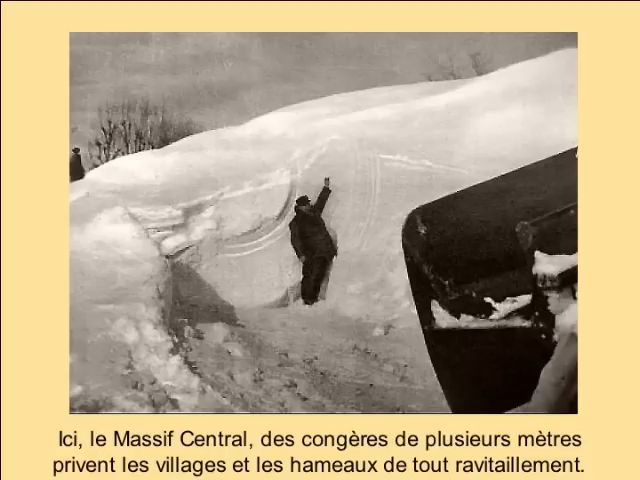 Ici, le Massif Central, des congères de plusieurs mètres
privent les villages et les hameaux de tout ravitaillement.